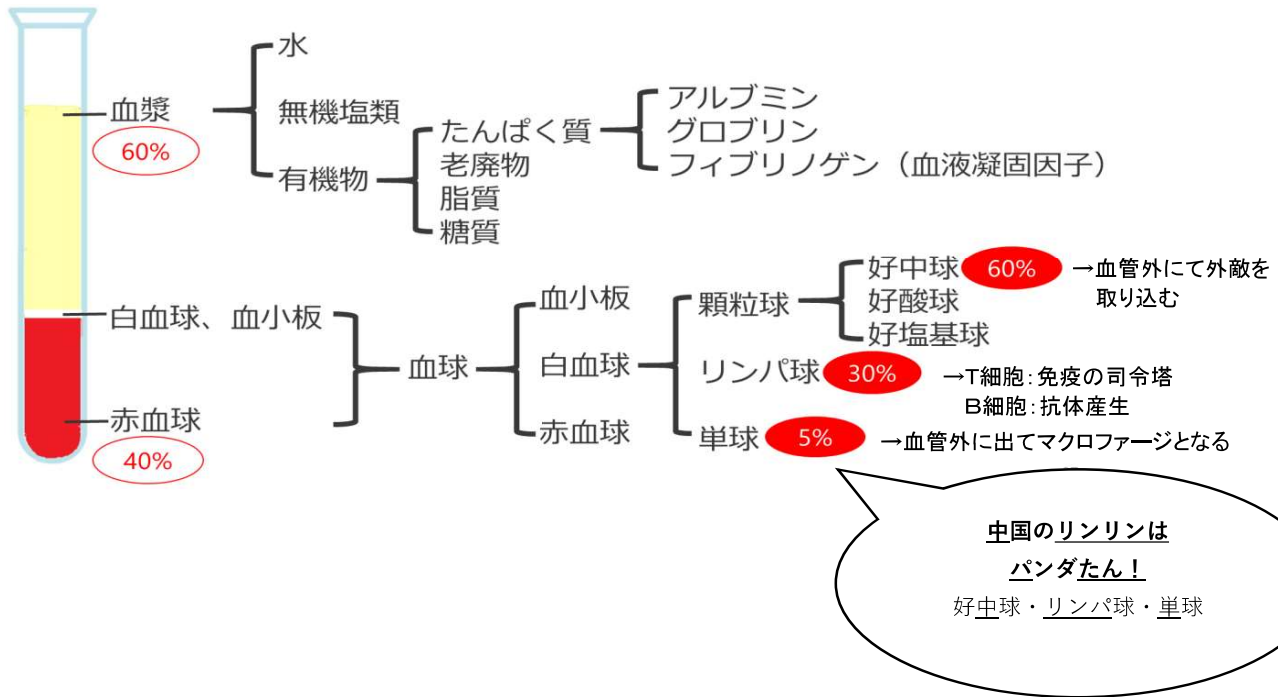 水
血漿
60%
無機塩類
有機物
たんぱく質
老廃物
脂質
糖質
アルブミン
グロブリン
フィブリノゲン（血液凝固因子）
白血球、血小板
赤血球
40%
血球
血小板
白血球
赤血球
顆粒球
好中球 60% →血管外にて外敵を
取り込む
好酸球
好塩基球
リンパ球 30% →T細胞：免疫の司令塔
B細胞：抗体産生
単球 5% →血管外に出てマクロファージとなる
中国のリンリンは
パンダたん！
好中球・リンパ球・単球